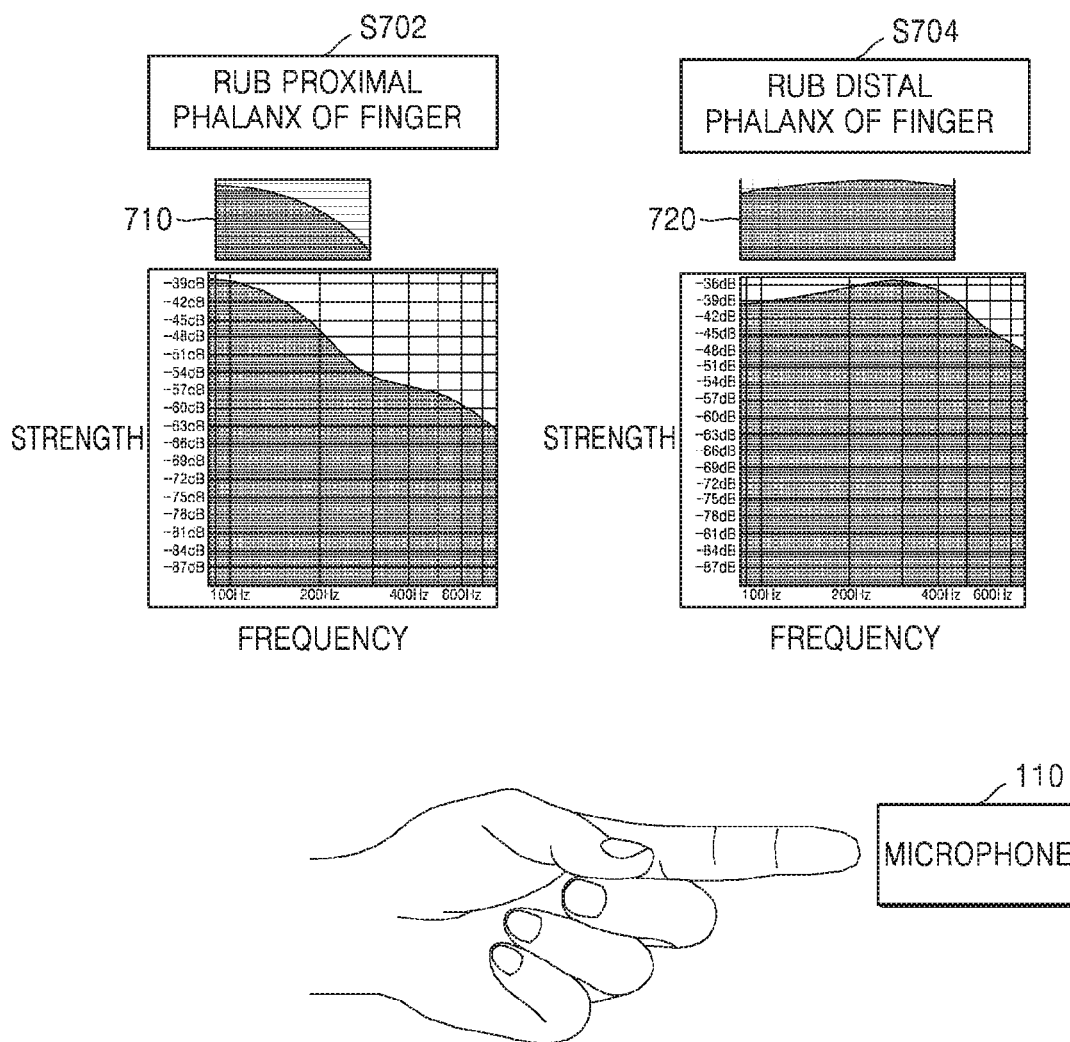 S702
RUB PROXIMAL
PHALANX OF FINGER
710
-39dB
-42dB
-45dB
-48dB
-51dB
-54dB
-57dB
-60dB
-63dB
-66dB
-69dB
-72dB
-75dB
-78dB
-81dB
-84dB
-87dB
STRENGTH
100Hz 200Hz 400Hz 600Hz
FREQUENCY
S704
RUB DISTAL
PHALANX OF FINGER
720
-36dB
-39dB
-42dB
-45dB
-48dB
-51dB
-54dB
-57dB
-60dB
-63dB
-66dB
-69dB
-72dB
-75dB
-78dB
-81dB
-84dB
-87dB
STRENGTH
100Hz 200Hz 400Hz 600Hz
FREQUENCY
110
MICROPHONE